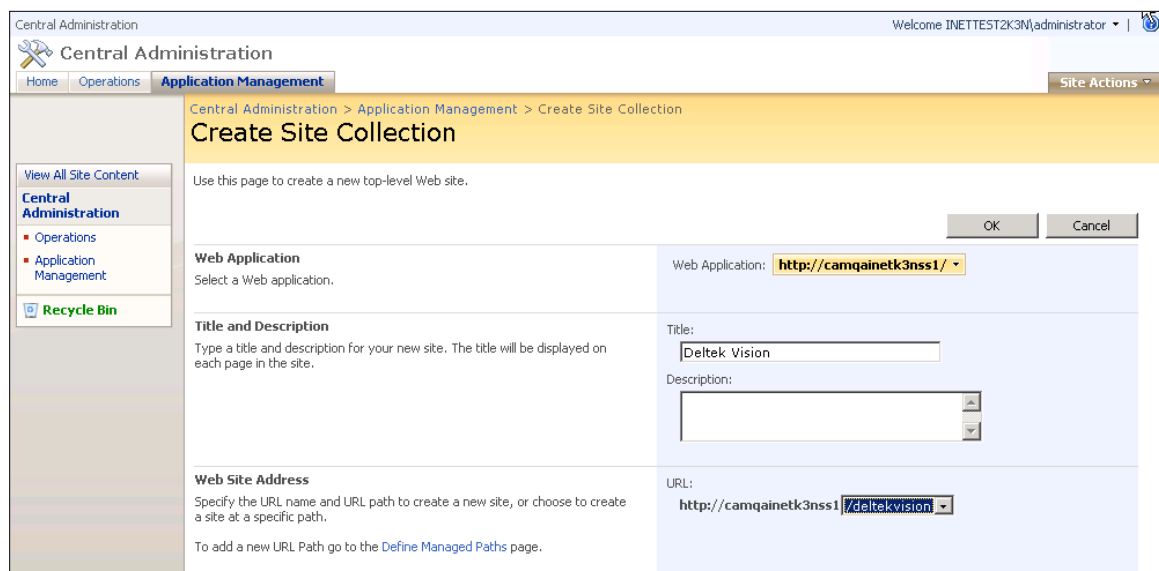 Central Administration
Welcome INETTEST2K3N\administrator |
Central Administration
Home Operations Application Management
Site Actions
Central Administration > Application Management > Create Site Collection
Create Site Collection
View All Site Content
Central
Administration
Operations
Application
Management
Recycle Bin
Use this page to create a new top-level Web site.
OK Cancel
Web Application
Select a Web application.
Web Application: http://camqainetk3nss1/
Title and Description
Type a title and description for your new site. The title will be displayed on
each page in the site.
Title:
Deltek Vision
Description:
Web Site Address
Specify the URL name and URL path to create a new site, or choose to create
a site at a specific path.
To add a new URL Path go to the Define Managed Paths page.
URL:
http://camqainetk3nss1 /deltekvision